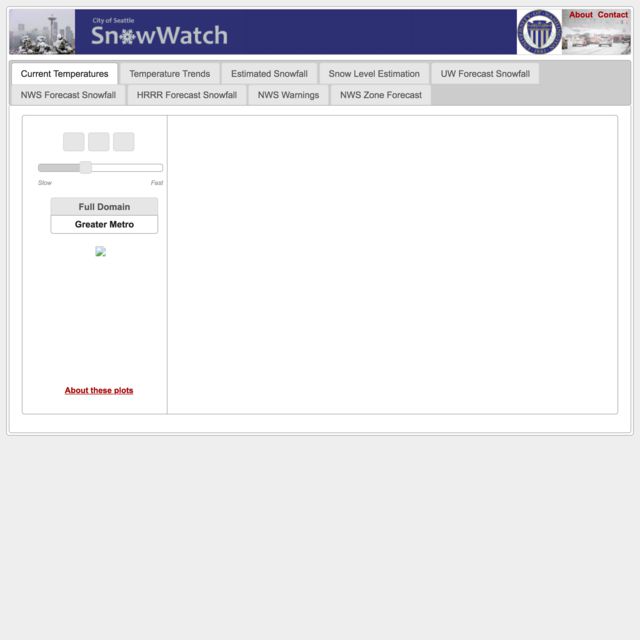 About Contact
City of Seattle
SnowWatch
Current Temperatures Temperature Trends Estimated Snowfall Snow Level Estimation UW Forecast Snowfall
NWS Forecast Snowfall HRRR Forecast Snowfall NWS Warnings NWS Zone Forecast
Slow Fast
Full Domain
Greater Metro
About these plots